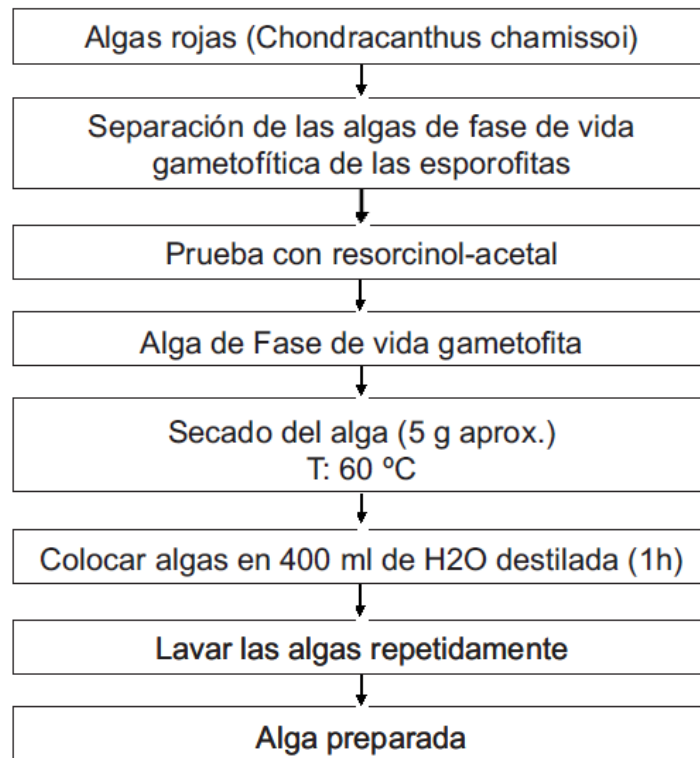 Algas rojas (Chondracanthus chamissoi)
Separación de las algas de fase de vida
gametofítica de las esporofitas
Prueba con resorcinol-acetal
Alga de Fase de vida gametofita
Secado del alga (5 g aprox.)
T: 60 ºC
Colocar algas en 400 ml de H2O destilada (1h)
Lavar las algas repetidamente
Alga preparada